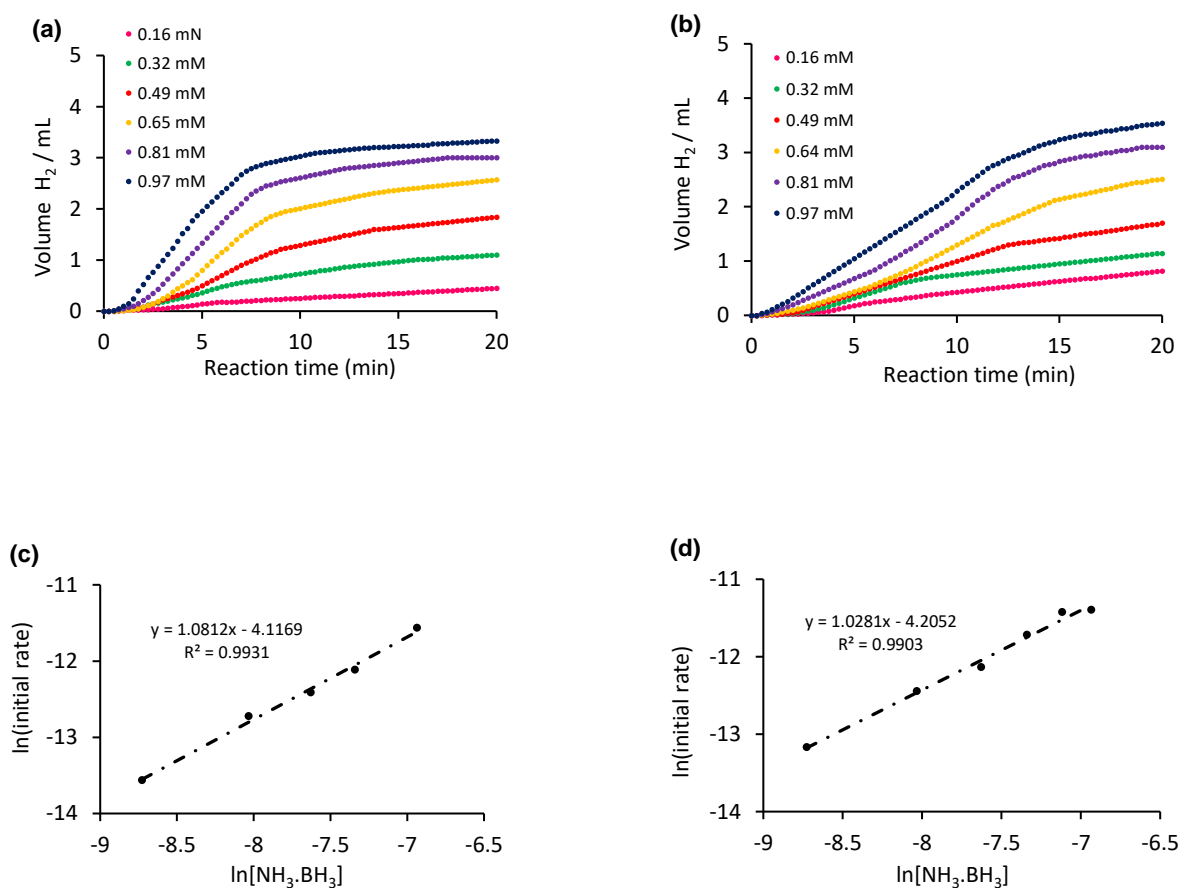 (a)
0.16 mN
0.32 mM
0.49 mM
0.65 mM
0.81 mM
0.97 mM
5
4
3
2
1
0
Volume H₂ / mL
0 5 10 15 20
Reaction time (min)
(b)
0.16 mM
0.32 mM
0.49 mM
0.64 mM
0.81 mM
0.97 mM
5
4
3
2
1
0
Volume H₂ / mL
0 5 10 15 20
Reaction time (min)
(c)
-11
-12
-13
-14
ln(initial rate)
y = 1.0812x - 4.1169
R² = 0.9931
-9 -8.5 -8 -7.5 -7 -6.5
ln[NH₃.BH₃]
(d)
-11
-12
-13
-14
ln(initial rate)
y = 1.0281x - 4.2052
R² = 0.9903
-9 -8.5 -8 -7.5 -7 -6.5
ln[NH₃.BH₃]